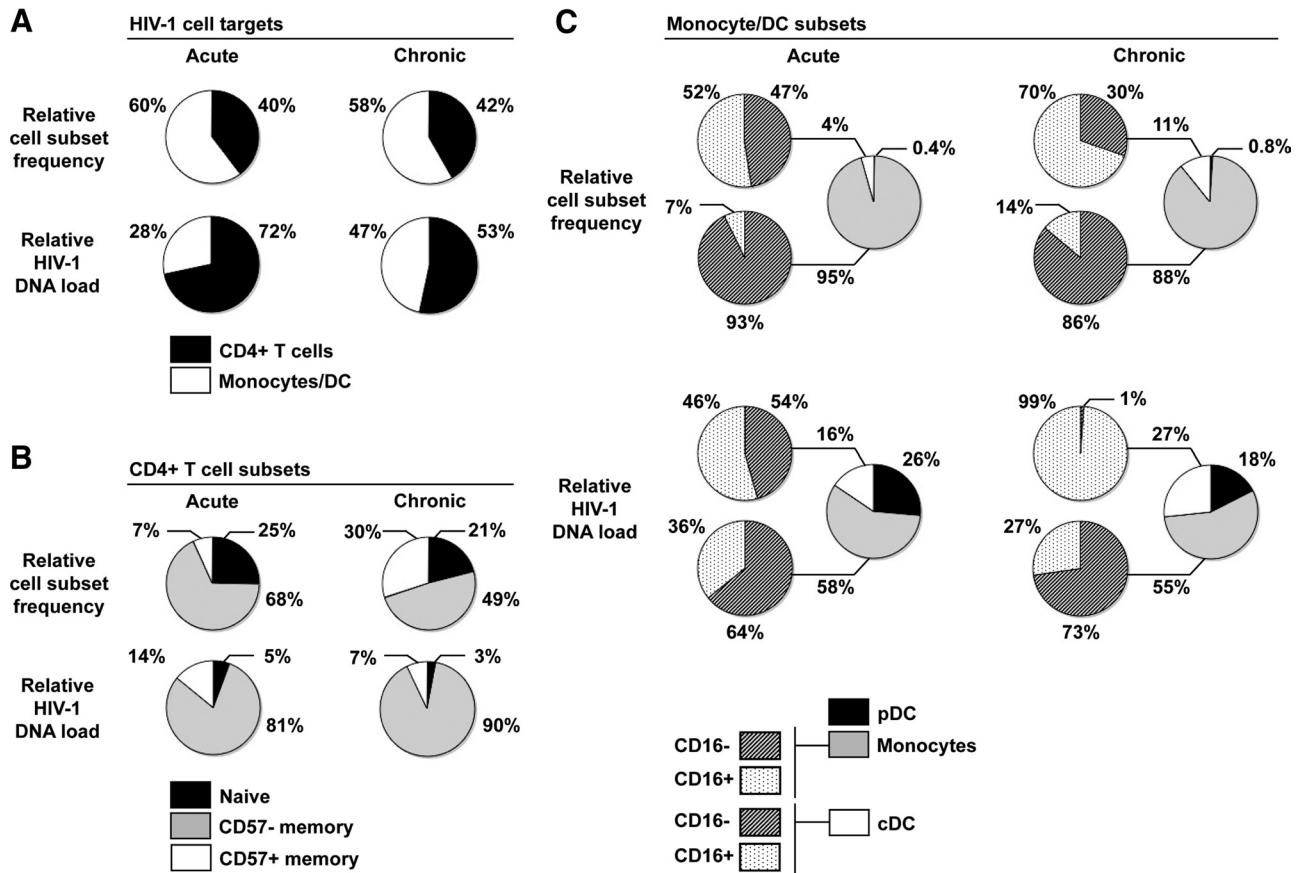 A
HIV-1 cell targets
Acute
Chronic
Relative
cell subset
frequency
60%
40%
58%
42%
Relative
HIV-1
DNA load
28%
72%
47%
53%
CD4+ T cells
Monocytes/DC
B
CD4+ T cell subsets
Acute
Chronic
Relative
cell subset
frequency
7%
25%
68%
30%
21%
49%
Relative
HIV-1
DNA load
14%
5%
81%
7%
3%
90%
Naive
CD57- memory
CD57+ memory
C
Monocyte/DC subsets
Acute
Chronic
Relative
cell subset
frequency
52%
47%
4%
0.4%
7%
95%
93%
70%
30%
11%
0.8%
14%
88%
86%
Relative
HIV-1
DNA load
46%
54%
16%
26%
36%
58%
64%
99%
1%
27%
18%
27%
55%
73%
pDC
CD16-
Monocytes
CD16+
CD16-
cDC
CD16+